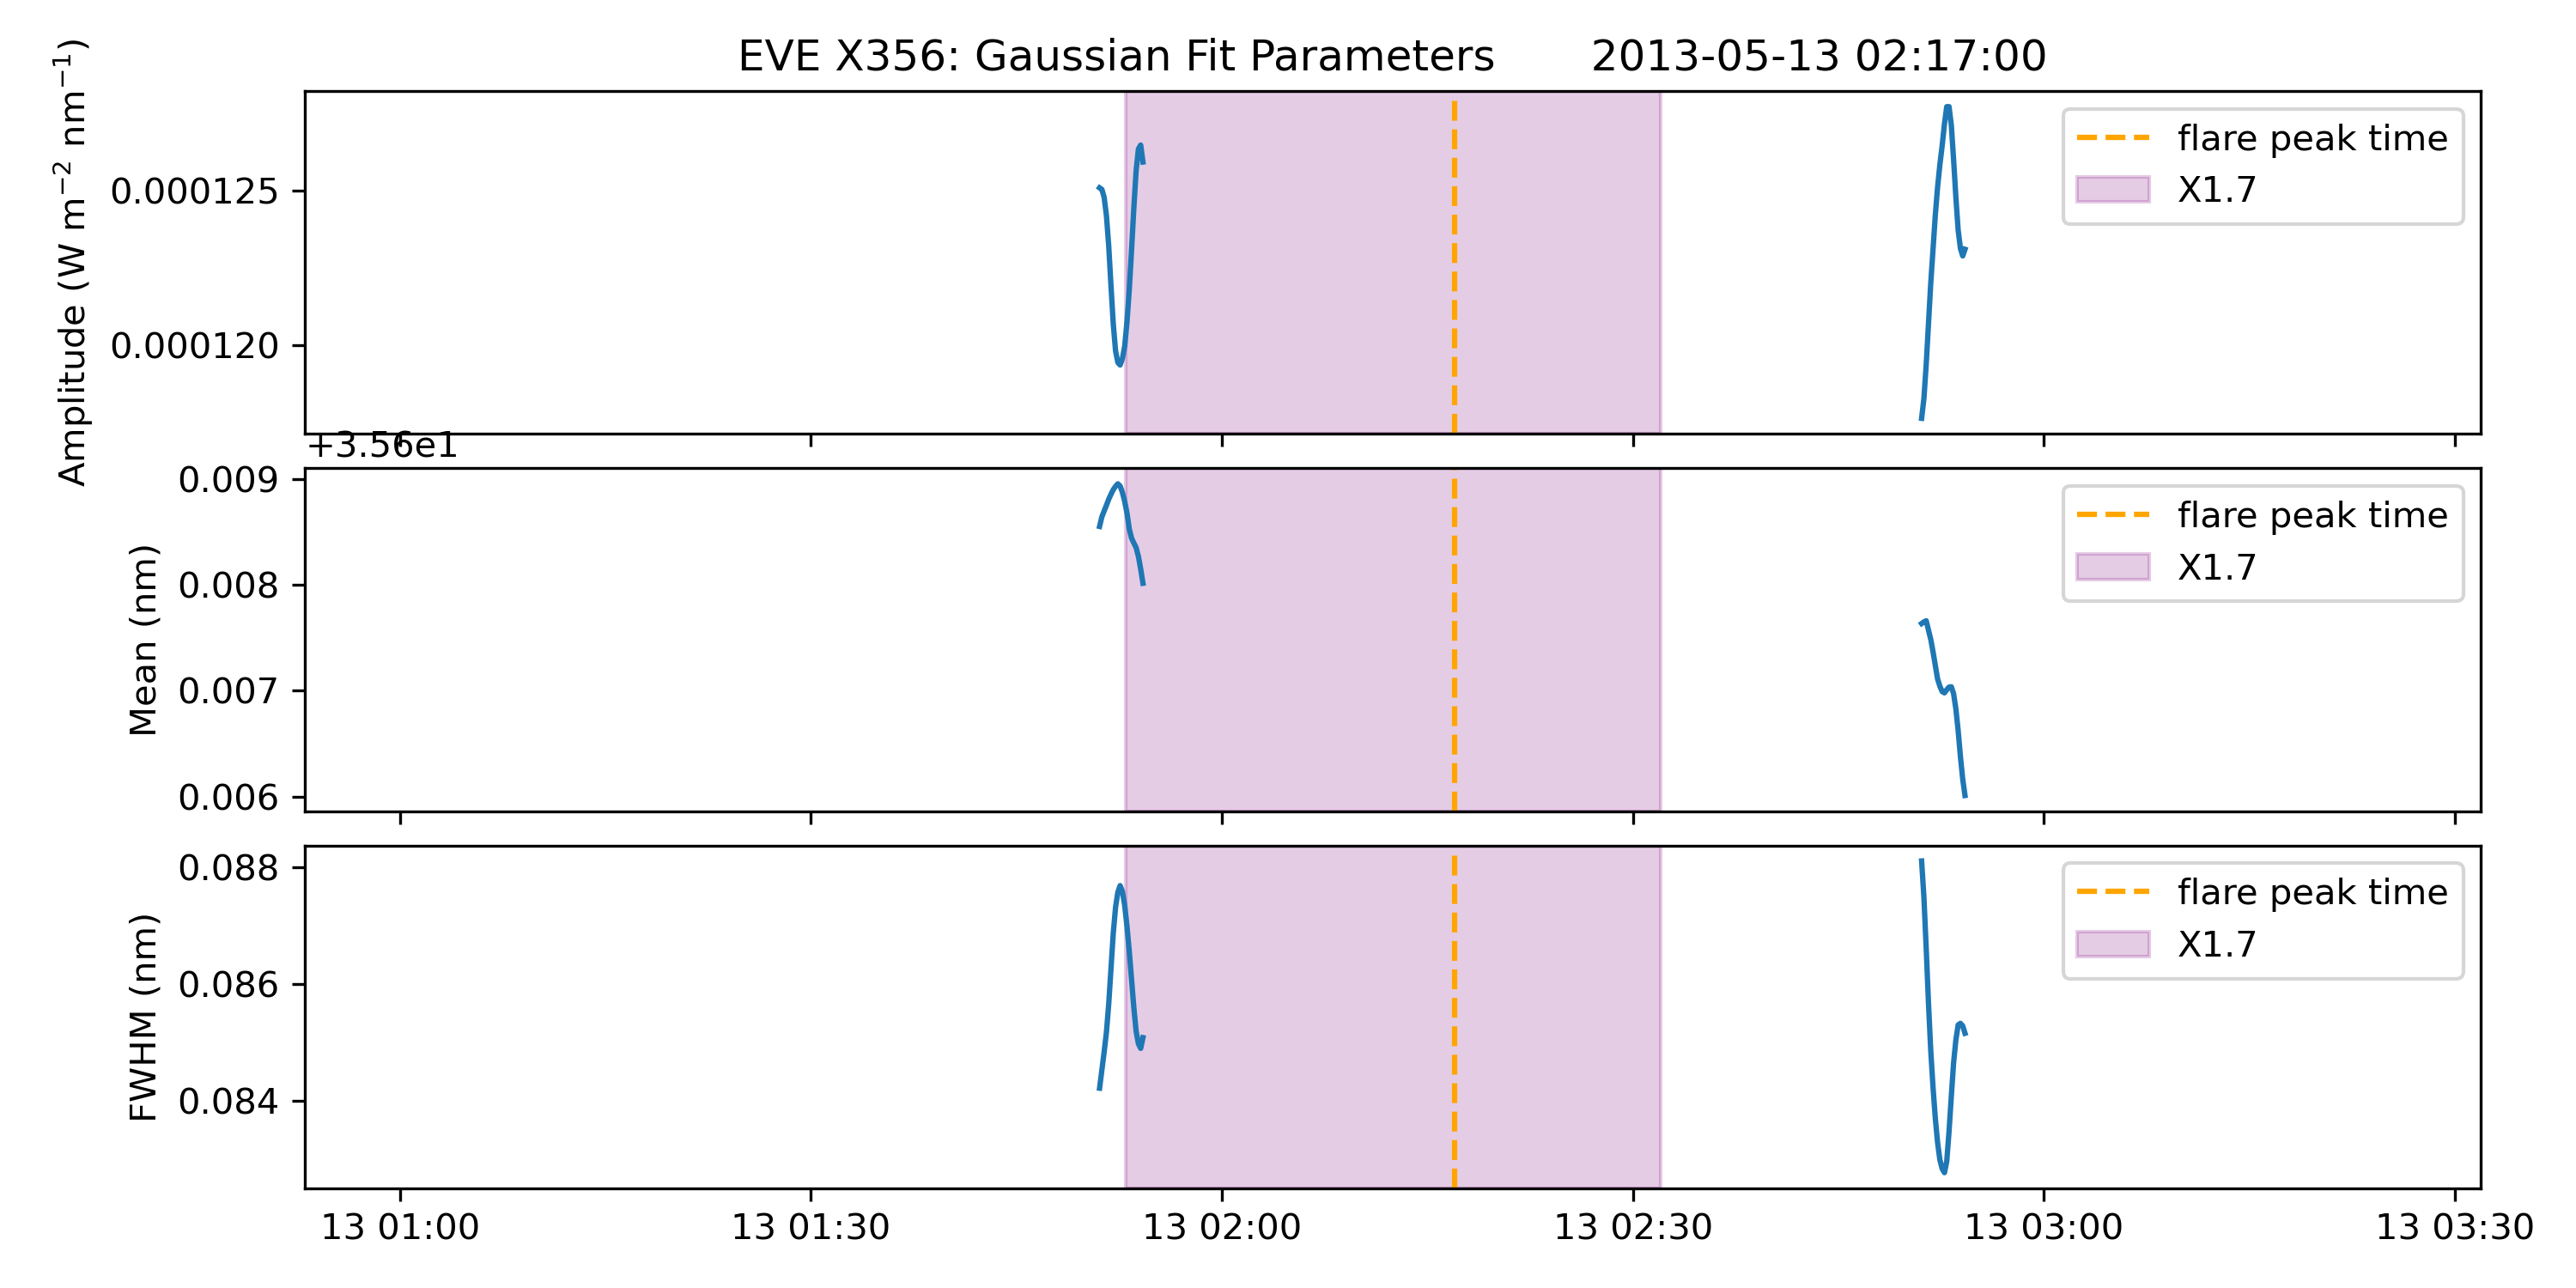 EVE X356: Gaussian Fit Parameters 2013-05-13 02:17:00
Amplitude (W m⁻² nm⁻¹)
0.000125
0.000120
flare peak time
X1.7
+3.56e1
Mean (nm)
0.009
0.008
0.007
0.006
flare peak time
X1.7
FWHM (nm)
0.088
0.086
0.084
flare peak time
X1.7
13 01:00 13 01:30 13 02:00 13 02:30 13 03:00 13 03:30